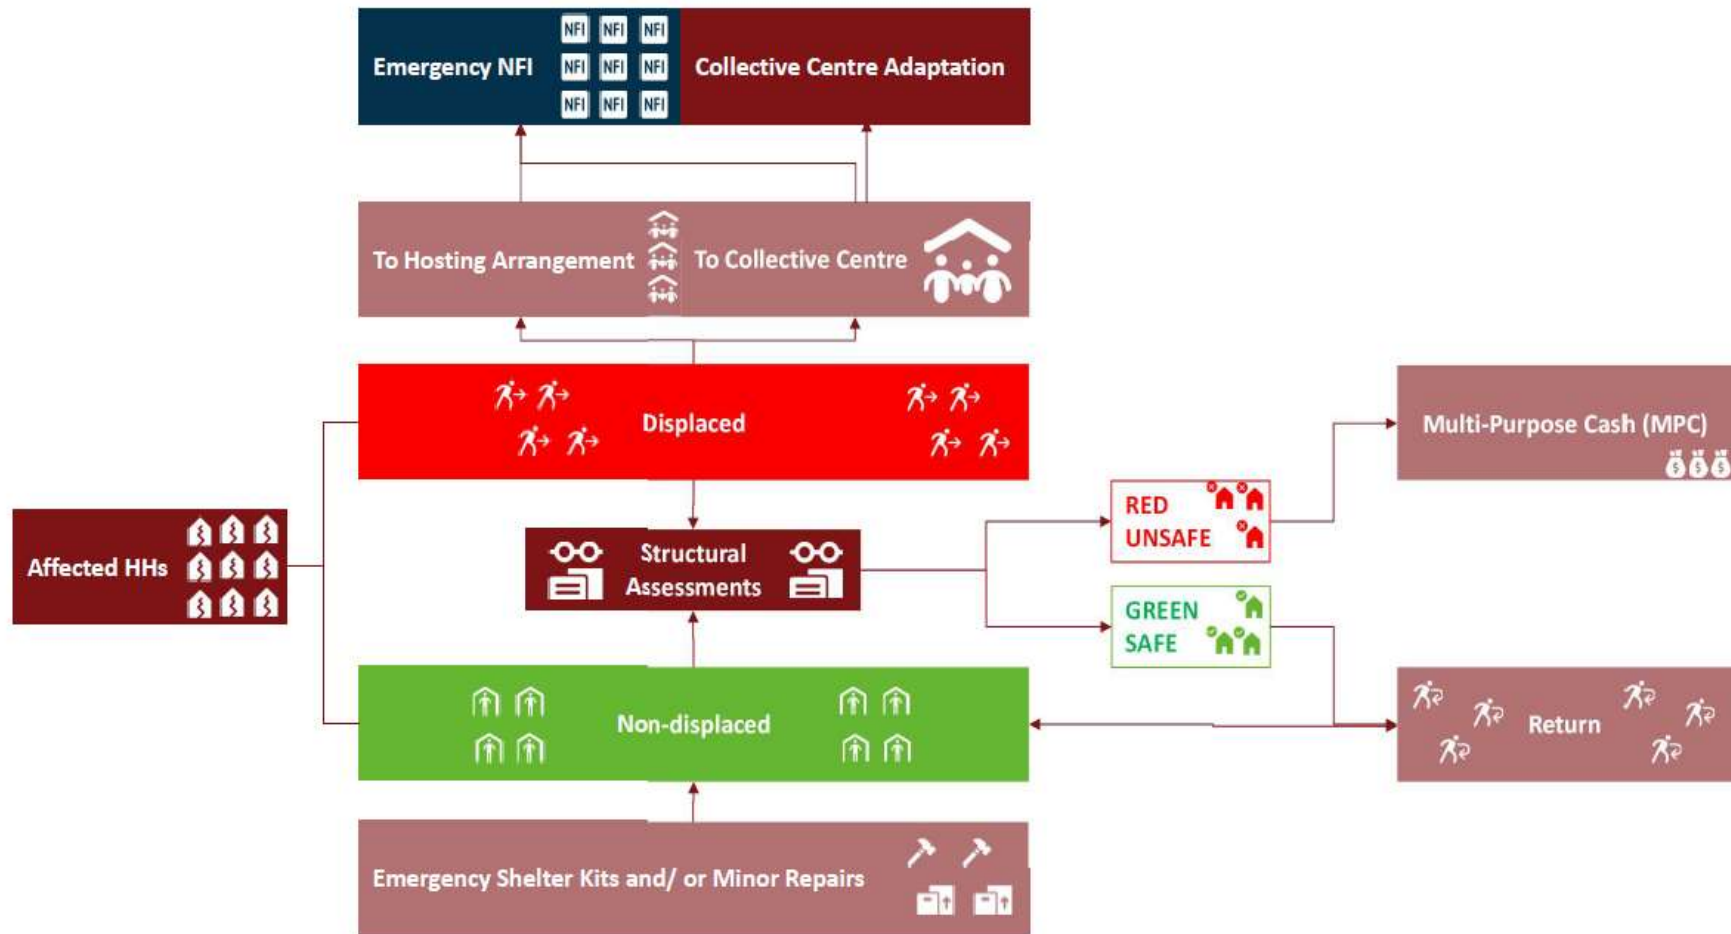 Emergency NFI
NFI NFI NFI
NFI NFI NFI
NFI NFI NFI
Collective Centre Adaptation
To Hosting Arrangement
To Collective Centre
Displaced
Multi-Purpose Cash (MPC)
$ $ $
Affected HHs
Structural
Assessments
RED
UNSAFE
GREEN
SAFE
Non-displaced
Return
Emergency Shelter Kits and/ or Minor Repairs